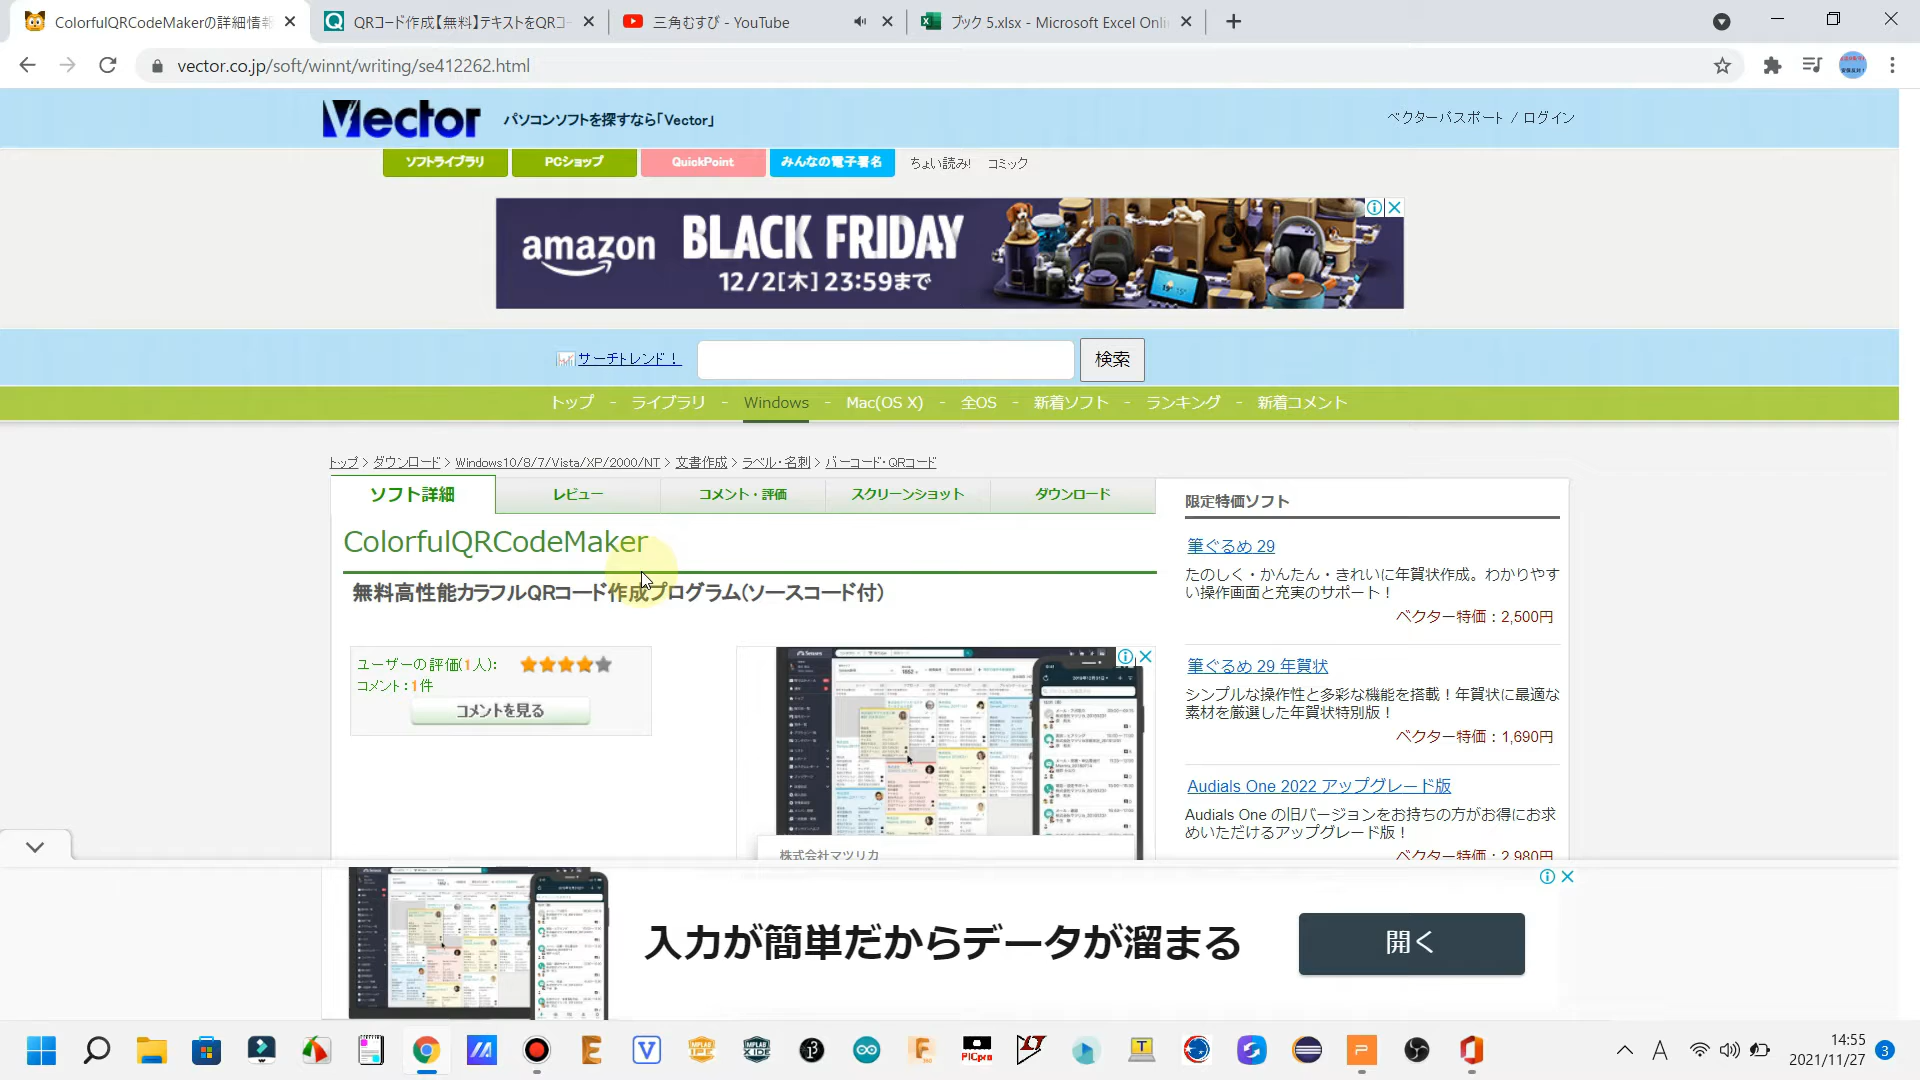 ColorfulQRCodeMakerの詳細情報
QRコード作成【無料】テキストをQRコ
三角むすび - YouTube
ブック 5.xlsx - Microsoft Excel Onli
vector.co.jp/soft/winnt/writing/se412262.html
Vector
パソコンソフトを探すなら「Vector」
ベクターパスポート / ログイン
ソフトライブラリ
PCショップ
QuickPoint
みんなの電子署名
ちょい読み!
コミック
amazon
BLACK FRIDAY
12/2[木] 23:59まで
サーチトレンド！
検索
トップ - ライブラリ - Windows - Mac(OS X) - 全OS - 新着ソフト - ランキング - 新着コメント
トップ > ダウンロード > Windows10/8/7/Vista/XP/2000/NT > 文書作成 > ラベル・名刺 > バーコード・QRコード
ソフト詳細
レビュー
コメント・評価
スクリーンショット
ダウンロード
ColorfulQRCodeMaker
無料高性能カラフルQRコード作成プログラム(ソースコード付)
ユーザーの評価(1人):
コメント：1件
コメントを見る
株式会社マツリカ
限定特価ソフト
筆ぐるめ 29
たのしく・かんたん・きれいに年賀状作成。わかりやす
い操作画面と充実のサポート！
ベクター特価：2,500円
筆ぐるめ 29 年賀状
シンプルな操作性と多彩な機能を搭載！年賀状に最適な
素材を厳選した年賀状特別版！
ベクター特価：1,690円
Audials One 2022 アップグレード版
Audials One の旧バージョンをお持ちの方がお得にお求
めいただけるアップグレード版！
ベクター特価：2,980円
入力が簡単だからデータが溜まる
開く
A
14:55
2021/11/27
3